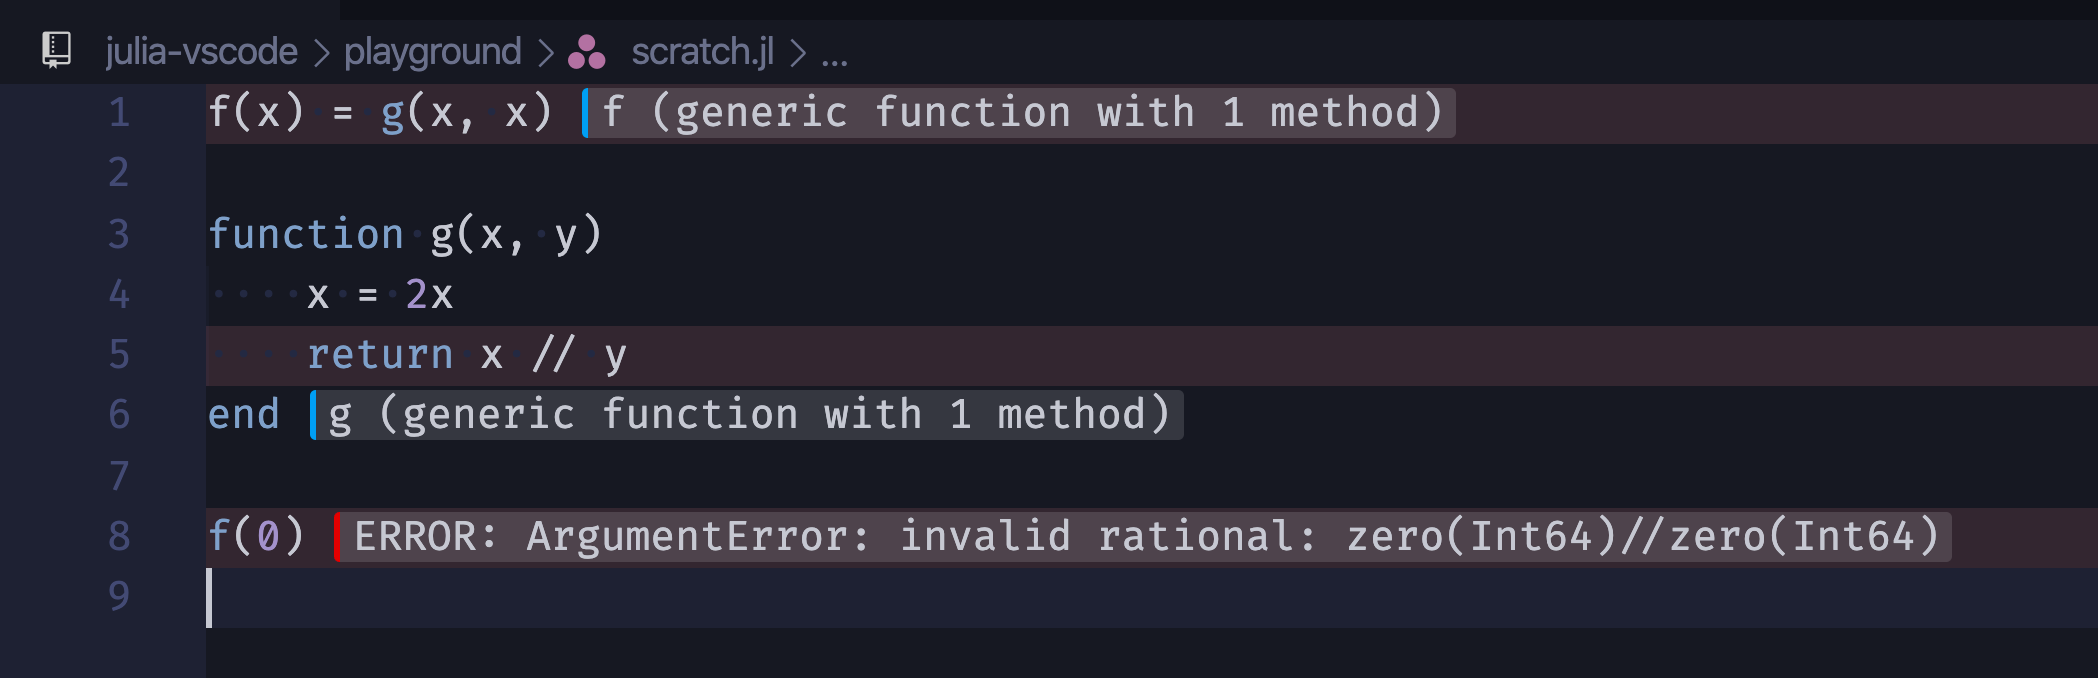 julia-vscode > playground > scratch.jl > ...
1 f(x) = g(x, x) f (generic function with 1 method)
2
3 function g(x, y)
4     x = 2x
5     return x // y
6 end g (generic function with 1 method)
7
8 f(0) ERROR: ArgumentError: invalid rational: zero(Int64)//zero(Int64)
9